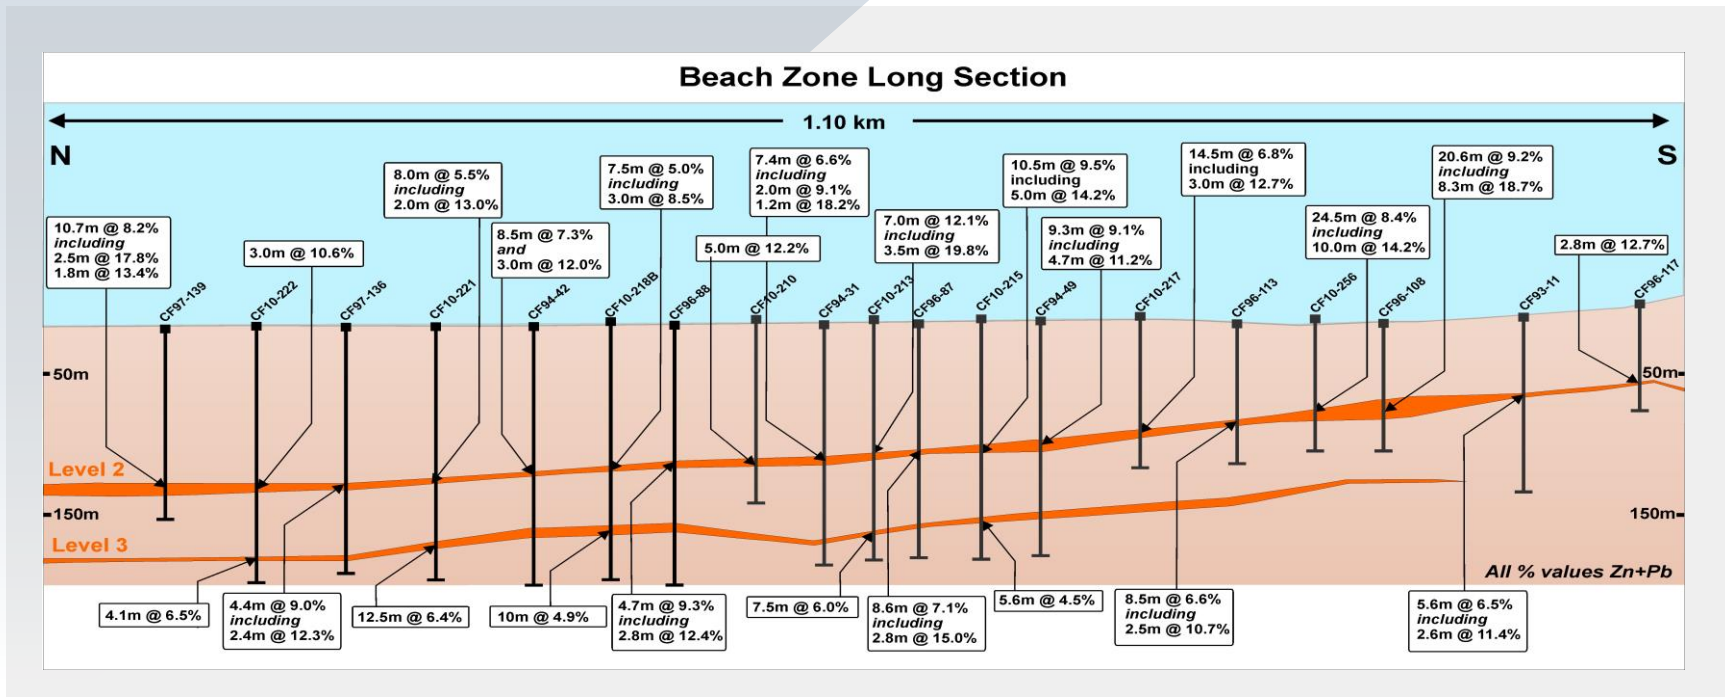 Beach Zone Long Section
1.10 km
N
S
10.7m @ 8.2%
including
2.5m @ 17.8%
1.8m @ 13.4%
3.0m @ 10.6%
8.0m @ 5.5%
including
2.0m @ 13.0%
8.5m @ 7.3%
and
3.0m @ 12.0%
7.5m @ 5.0%
including
3.0m @ 8.5%
5.0m @ 12.2%
7.4m @ 6.6%
including
2.0m @ 9.1%
1.2m @ 18.2%
7.0m @ 12.1%
including
3.5m @ 19.8%
10.5m @ 9.5%
including
5.0m @ 14.2%
9.3m @ 9.1%
including
4.7m @ 11.2%
14.5m @ 6.8%
including
3.0m @ 12.7%
24.5m @ 8.4%
including
10.0m @ 14.2%
20.6m @ 9.2%
including
8.3m @ 18.7%
2.8m @ 12.7%
CF97-139
CF10-222
CF97-136
CF10-221
CF94-42
CF10-218B
CF96-88
CF10-210
CF94-31
CF10-213
CF96-87
CF10-215
CF94-49
CF10-217
CF96-113
CF10-256
CF96-108
CF93-11
CF96-117
50m
50m
Level 2
150m
150m
Level 3
All % values Zn+Pb
4.1m @ 6.5%
4.4m @ 9.0%
including
2.4m @ 12.3%
12.5m @ 6.4%
10m @ 4.9%
4.7m @ 9.3%
including
2.8m @ 12.4%
7.5m @ 6.0%
8.6m @ 7.1%
including
2.8m @ 15.0%
5.6m @ 4.5%
8.5m @ 6.6%
including
2.5m @ 10.7%
5.6m @ 6.5%
including
2.6m @ 11.4%